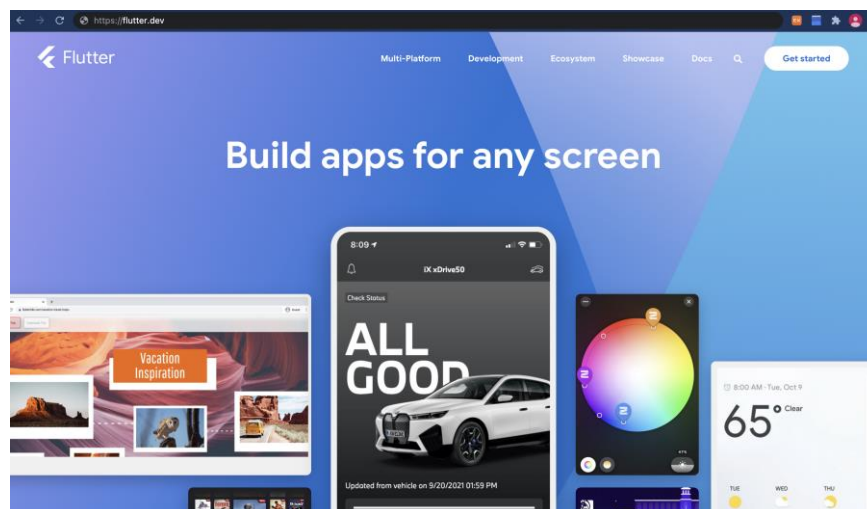 https://flutter.dev
Flutter
Multi-Platform
Development
Ecosystem
Showcase
Docs
Get started
Build apps for any screen
8:09
iX xDrive50
Check Status
ALL
GOOD
Updated from vehicle on 9/20/2021 01:59 PM
Vacation
Inspiration
8:00 AM · Tue, Oct 9
65° Clear
TUE
WED
THU